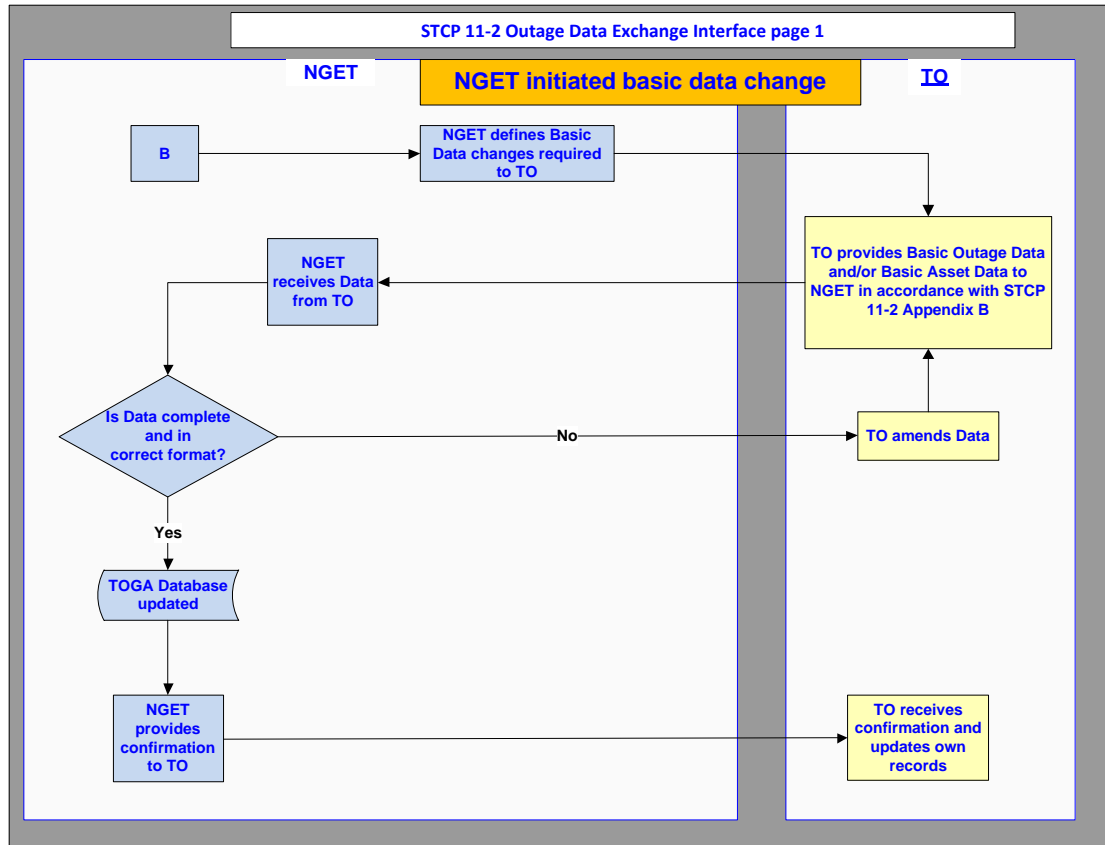 STCP 11-2 Outage Data Exchange Interface page 1
NGET
NGET initiated basic data change
TO
B
NGET defines Basic
Data changes required
to TO
TO provides Basic Outage Data
and/or Basic Asset Data to
NGET in accordance with STCP
11-2 Appendix B
NGET
receives Data
from TO
Is Data complete
and in
correct format?
No
TO amends Data
Yes
TOGA Database
updated
NGET
provides
confirmation
to TO
TO receives
confirmation and
updates own
records